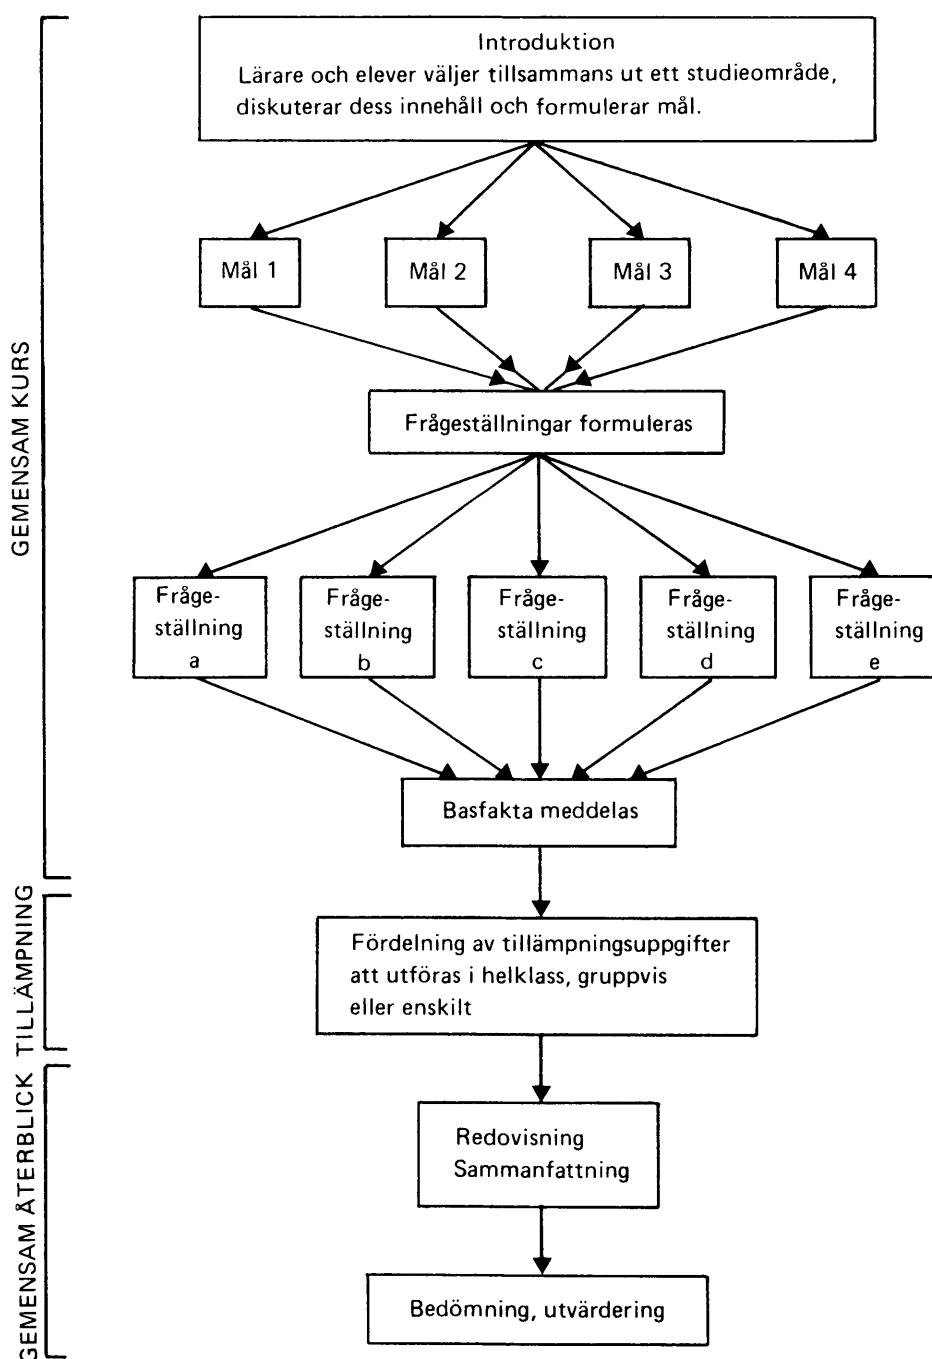 GEMENSAM KURS
Introduktion
Lärare och elever väljer tillsammans ut ett studieområde,
diskuterar dess innehåll och formulerar mål.
Mål 1
Mål 2
Mål 3
Mål 4
Frågeställningar formuleras
Fråge-
ställning
a
Fråge-
ställning
b
Fråge-
ställning
c
Fråge-
ställning
d
Fråge-
ställning
e
Basfakta meddelas
TILLÄMPNING
Fördelning av tillämpningsuppgifter
att utföras i helklass, gruppvis
eller enskilt
GEMENSAM ÅTERBLICK
Redovisning
Sammanfattning
Bedömning, utvärdering